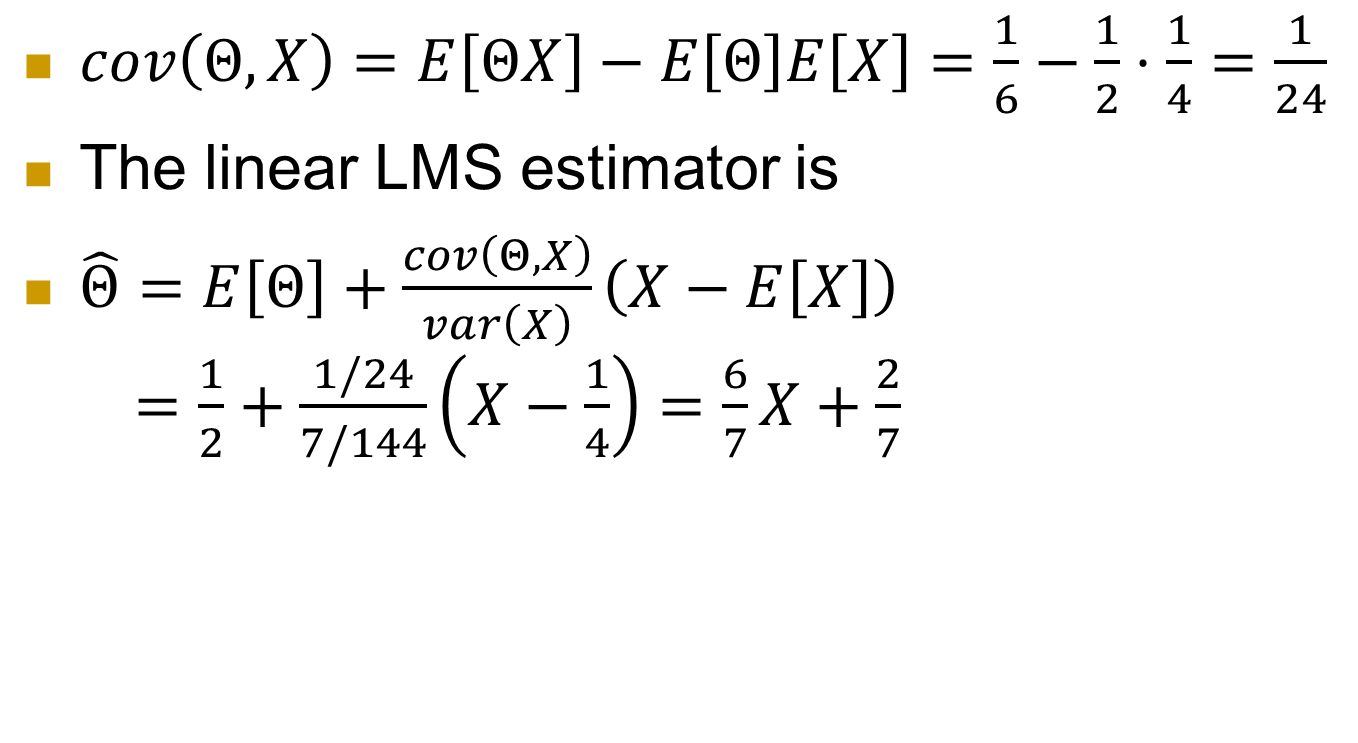 ■ cov(Θ, X) = E[ΘX] − E[Θ]E[X] = 1/6 − 1/2 · 1/4 = 1/24
■ The linear LMS estimator is
■ Θ̂ = E[Θ] + cov(Θ,X)/var(X) (X − E[X])
= 1/2 + (1/24)/(7/144) (X − 1/4) = 6/7 X + 2/7